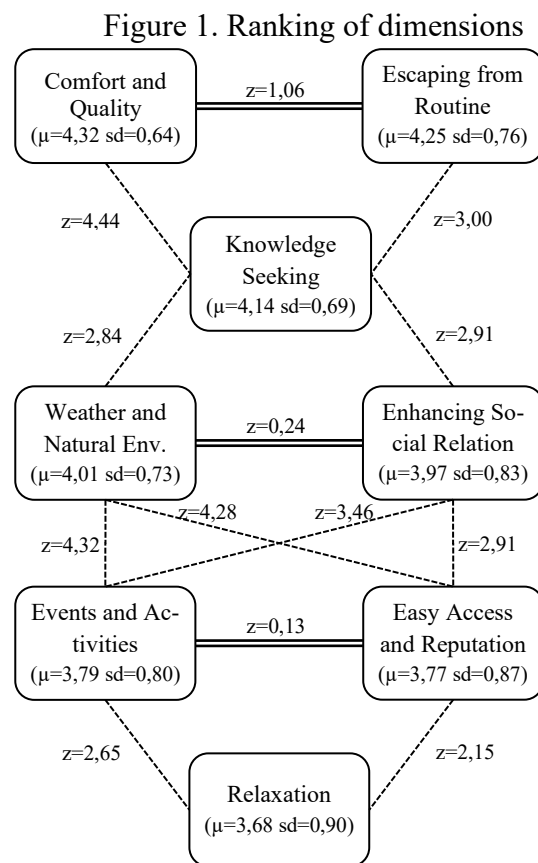 Figure 1. Ranking of dimensions
Comfort and
Quality
(µ=4,32 sd=0,64)
z=1,06
Escaping from
Routine
(µ=4,25 sd=0,76)
z=4,44
z=3,00
Knowledge
Seeking
(µ=4,14 sd=0,69)
z=2,84
z=2,91
Weather and
Natural Env.
(µ=4,01 sd=0,73)
z=0,24
Enhancing So-
cial Relation
(µ=3,97 sd=0,83)
z=4,28
z=3,46
z=4,32
z=2,91
Events and Ac-
tivities
(µ=3,79 sd=0,80)
z=0,13
Easy Access
and Reputation
(µ=3,77 sd=0,87)
z=2,65
z=2,15
Relaxation
(µ=3,68 sd=0,90)